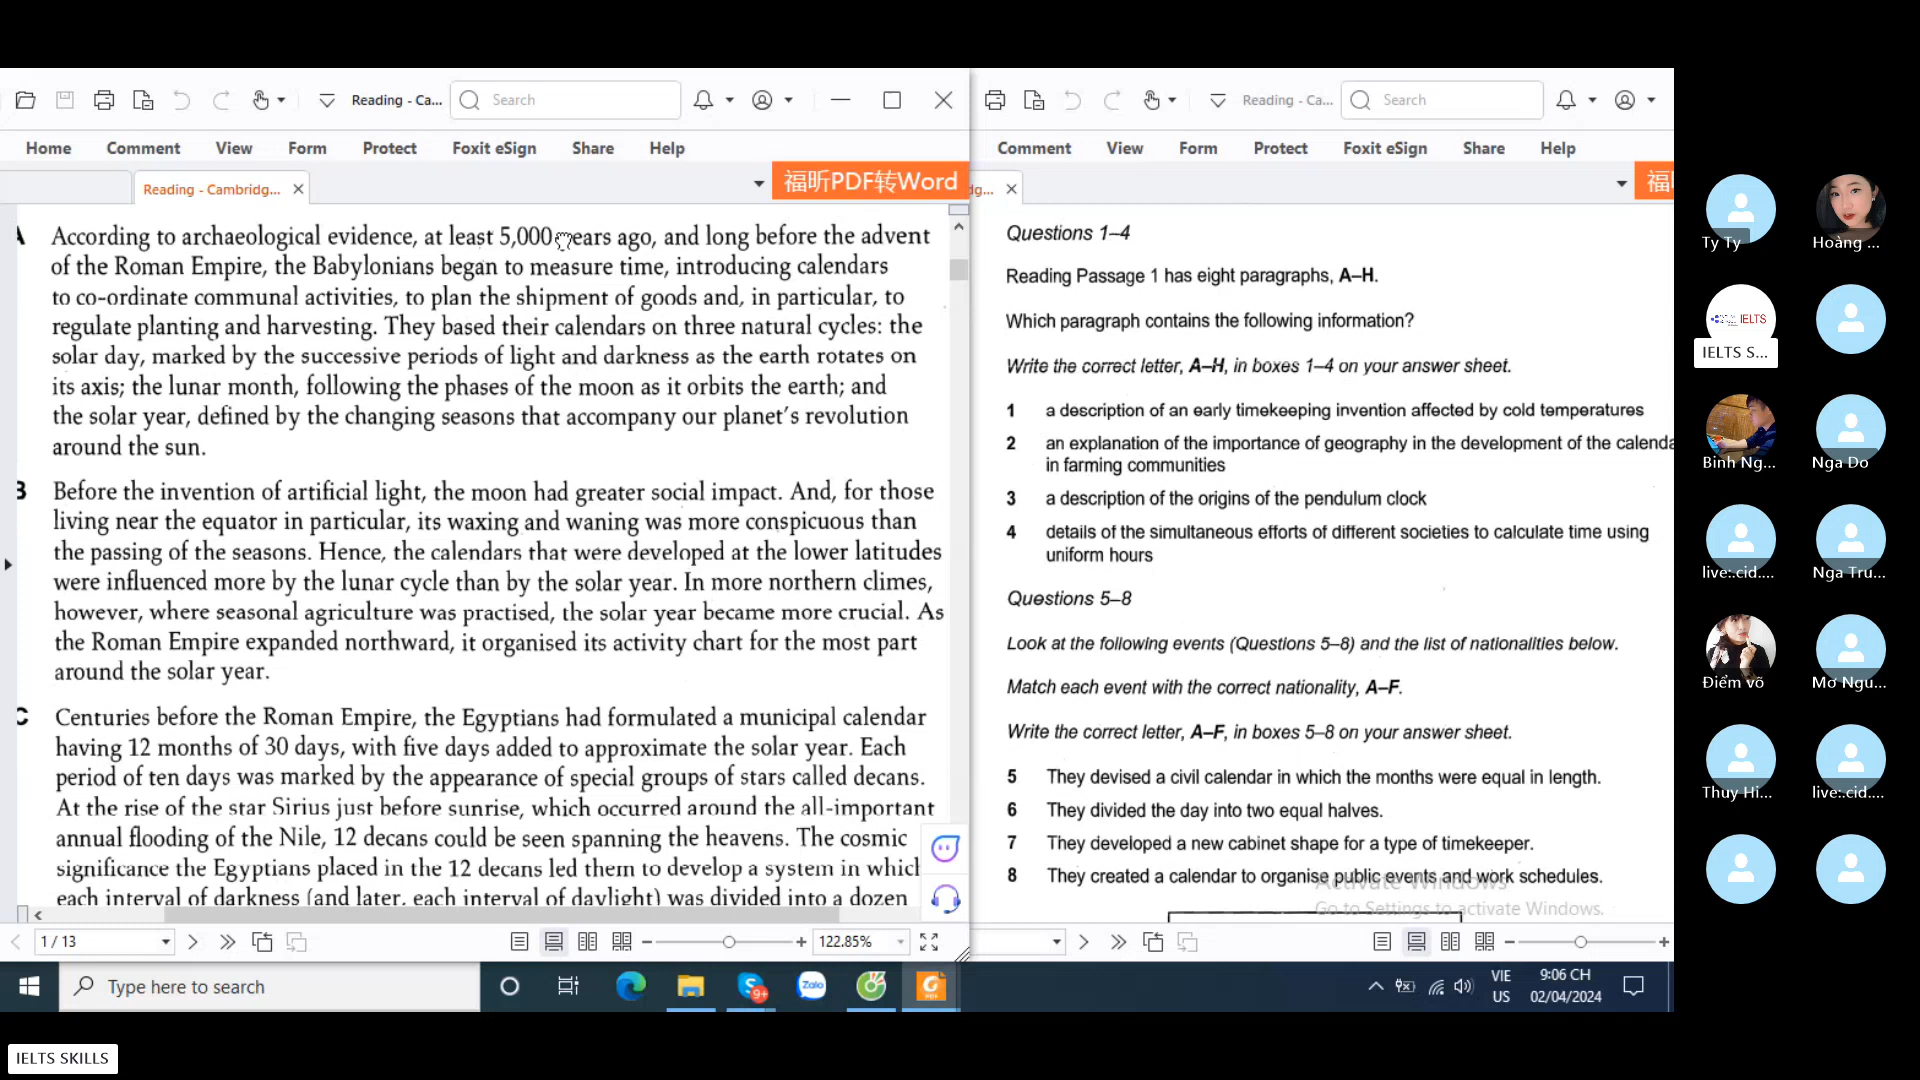 Reading - Ca...
Search
Home
Comment
View
Form
Protect
Foxit eSign
Share
Help
Reading - Cambridg...
福昕PDF转Word
A According to archaeological evidence, at least 5,000 years ago, and long before the advent
of the Roman Empire, the Babylonians began to measure time, introducing calendars
to co-ordinate communal activities, to plan the shipment of goods and, in particular, to
regulate planting and harvesting. They based their calendars on three natural cycles: the
solar day, marked by the successive periods of light and darkness as the earth rotates on
its axis; the lunar month, following the phases of the moon as it orbits the earth; and
the solar year, defined by the changing seasons that accompany our planet's revolution
around the sun.
B Before the invention of artificial light, the moon had greater social impact. And, for those
living near the equator in particular, its waxing and waning was more conspicuous than
the passing of the seasons. Hence, the calendars that were developed at the lower latitudes
were influenced more by the lunar cycle than by the solar year. In more northern climes,
however, where seasonal agriculture was practised, the solar year became more crucial. As
the Roman Empire expanded northward, it organised its activity chart for the most part
around the solar year.
C Centuries before the Roman Empire, the Egyptians had formulated a municipal calendar
having 12 months of 30 days, with five days added to approximate the solar year. Each
period of ten days was marked by the appearance of special groups of stars called decans.
At the rise of the star Sirius just before sunrise, which occurred around the all-important
annual flooding of the Nile, 12 decans could be seen spanning the heavens. The cosmic
significance the Egyptians placed in the 12 decans led them to develop a system in which
each interval of darkness (and later, each interval of daylight) was divided into a dozen
1 / 13
122.85%
Reading - Ca...
Search
Comment
View
Form
Protect
Foxit eSign
Share
Help
dg...
福
Questions 1–4
Reading Passage 1 has eight paragraphs, A–H.
Which paragraph contains the following information?
Write the correct letter, A–H, in boxes 1–4 on your answer sheet.
1 a description of an early timekeeping invention affected by cold temperatures
2 an explanation of the importance of geography in the development of the calenda
in farming communities
3 a description of the origins of the pendulum clock
4 details of the simultaneous efforts of different societies to calculate time using
uniform hours
Questions 5–8
Look at the following events (Questions 5–8) and the list of nationalities below.
Match each event with the correct nationality, A–F.
Write the correct letter, A–F, in boxes 5–8 on your answer sheet.
5 They devised a civil calendar in which the months were equal in length.
6 They divided the day into two equal halves.
7 They developed a new cabinet shape for a type of timekeeper.
8 They created a calendar to organise public events and work schedules.
Activate Windows
Go to Settings to activate Windows.
Type here to search
9+
Zalo
VIE
US
9:06 CH
02/04/2024
Ty Ty
Hoàng ...
IELTS
IELTS S...
Binh Ng...
Nga Do
live:.cid....
Nga Tru...
Điểm võ
Mơ Ngu...
Thuy Hi...
live:.cid....
IELTS SKILLS